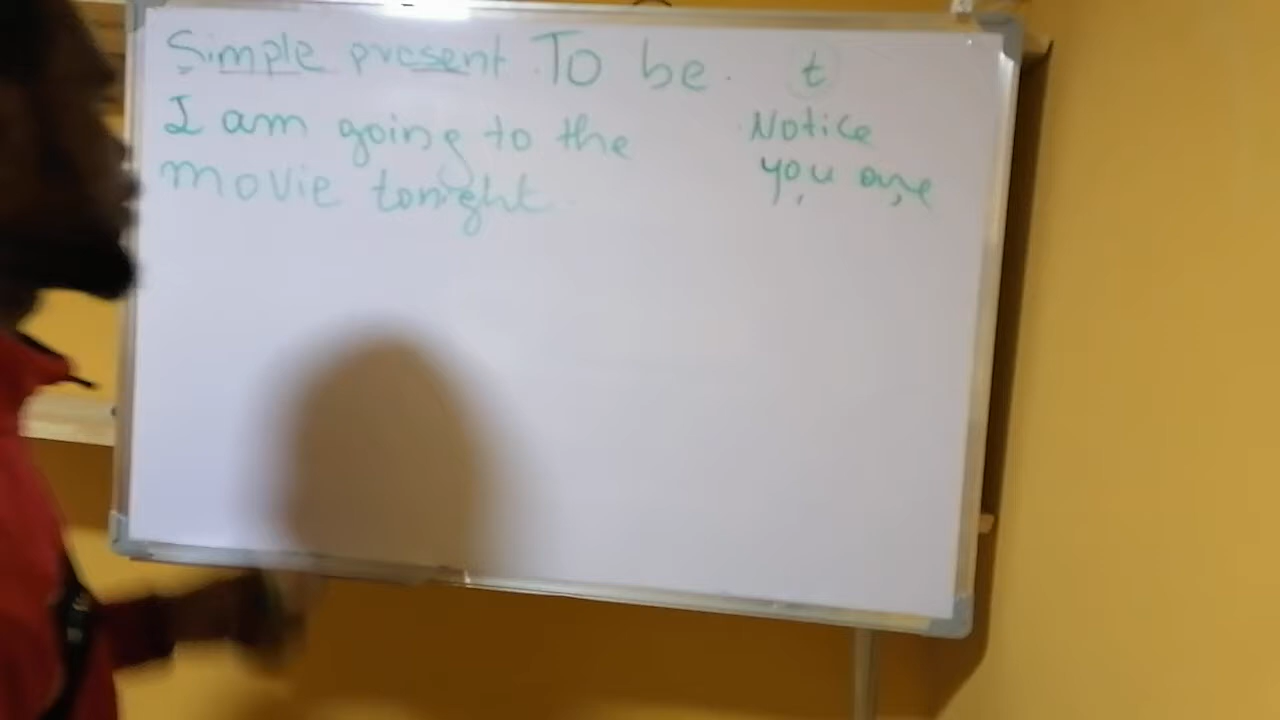 Simple present To be. t
I am going to the
movie tonight.
Notice
you are